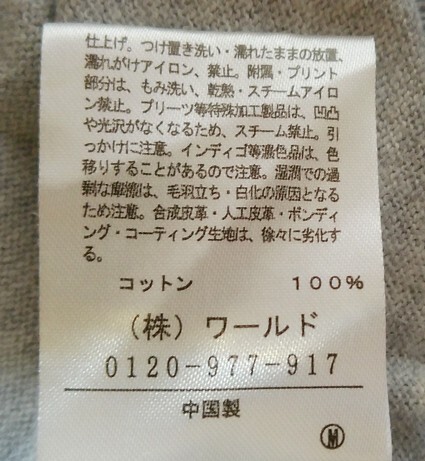 仕上げ。つけ置き洗い・濡れたままの放置、
濡れがけアイロン、禁止。附属・プリント
部分は、もみ洗い、乾熱・スチームアイロ
ン禁止。プリーツ等特殊加工製品は、凹凸
や光沢がなくなるため、スチーム禁止。引
っかけに注意。インディゴ等濃色品は、色
移りすることがあるので注意。湿潤での過
剰な摩擦は、毛羽立ち・白化の原因となる
ため注意。合成皮革・人工皮革・ボンディ
ング・コーティング生地は、徐々に劣化す
る。
コットン 100%
(株)ワールド
0120-977-917
中国製
Ⓜ